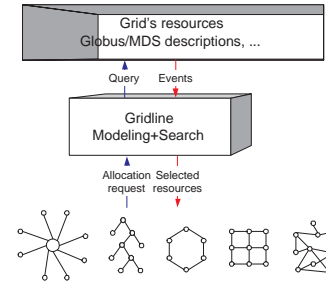 Grid's resources
Globus/MDS descriptions, ...
Query Events
Gridline
Modeling+Search
Allocation Selected
request resources